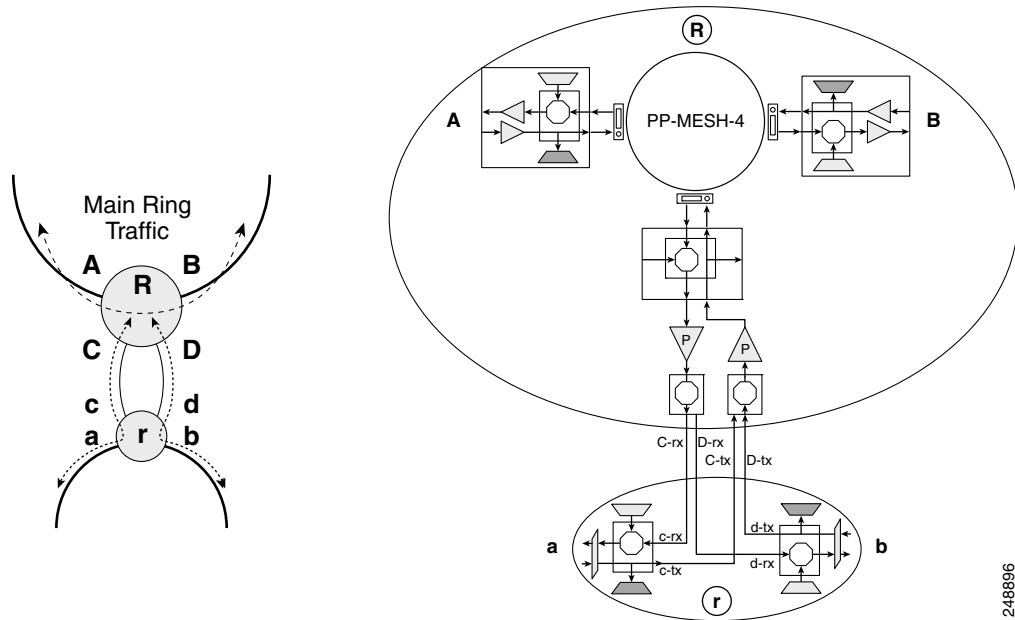 Main Ring
Traffic
A
B
R
C
D
c
d
a
r
b
R
A
PP-MESH-4
B
P
P
C-rx
D-rx
C-tx
D-tx
a
c-rx
c-tx
d-tx
d-rx
b
r
248896